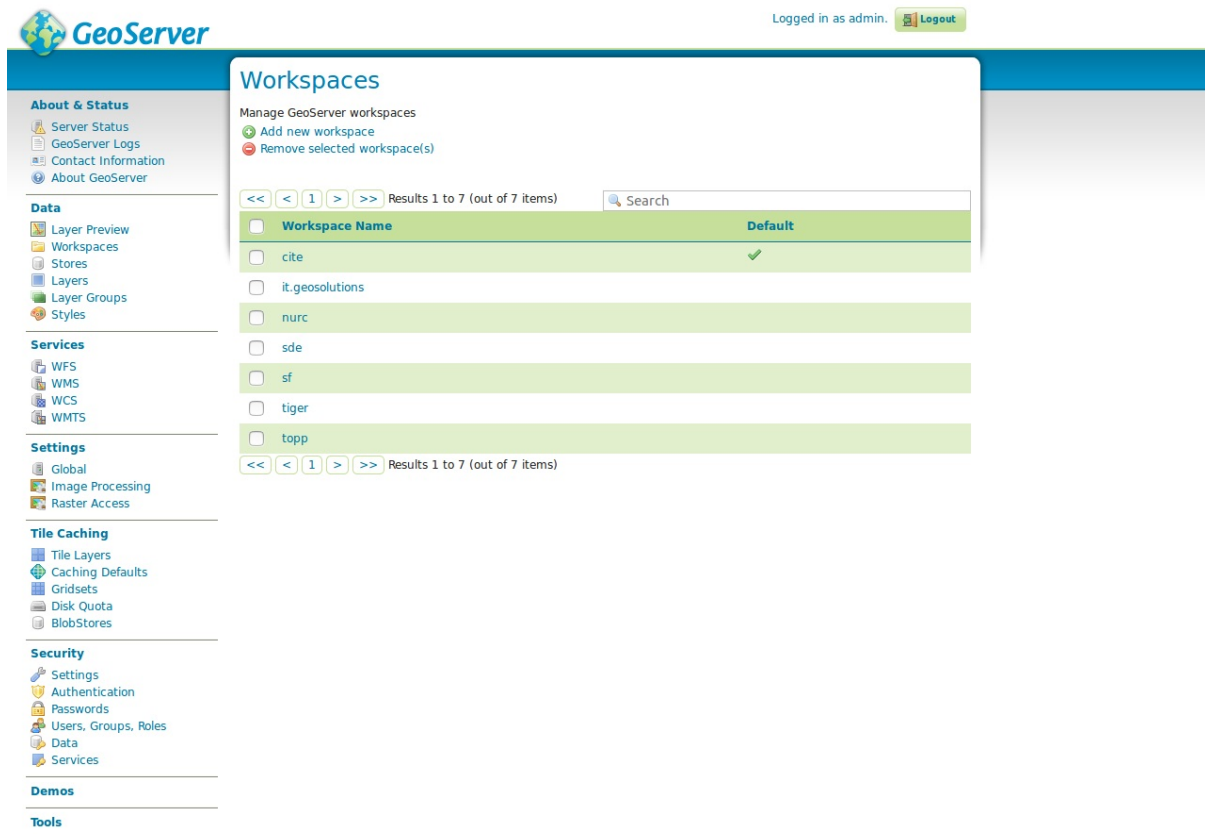 GeoServer
Logged in as admin.
Logout
About & Status
Server Status
GeoServer Logs
Contact Information
About GeoServer
Data
Layer Preview
Workspaces
Stores
Layers
Layer Groups
Styles
Services
WFS
WMS
WCS
WMTS
Settings
Global
Image Processing
Raster Access
Tile Caching
Tile Layers
Caching Defaults
Gridsets
Disk Quota
BlobStores
Security
Settings
Authentication
Passwords
Users, Groups, Roles
Data
Services
Demos
Tools
Workspaces
Manage GeoServer workspaces
Add new workspace
Remove selected workspace(s)
<< < 1 > >> Results 1 to 7 (out of 7 items)
Search
Workspace Name Default
cite
it.geosolutions
nurc
sde
sf
tiger
topp
<< < 1 > >> Results 1 to 7 (out of 7 items)